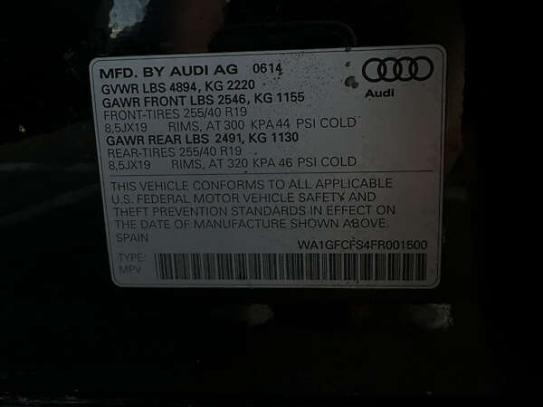 MFD. BY AUDI AG 0614
GVWR LBS 4894, KG 2220
GAWR FRONT LBS 2546, KG 1155
FRONT-TIRES 255/40 R19
8,5JX19 RIMS, AT 300 KPA 44 PSI COLD
GAWR REAR LBS 2491, KG 1130
REAR-TIRES 255/40 R19
8,5JX19 RIMS, AT 320 KPA 46 PSI COLD
Audi
THIS VEHICLE CONFORMS TO ALL APPLICABLE
U.S. FEDERAL MOTOR VEHICLE SAFETY AND
THEFT PREVENTION STANDARDS IN EFFECT ON
THE DATE OF MANUFACTURE SHOWN ABOVE.
SPAIN WA1GFCFS4FR001500
TYPE:
MPV